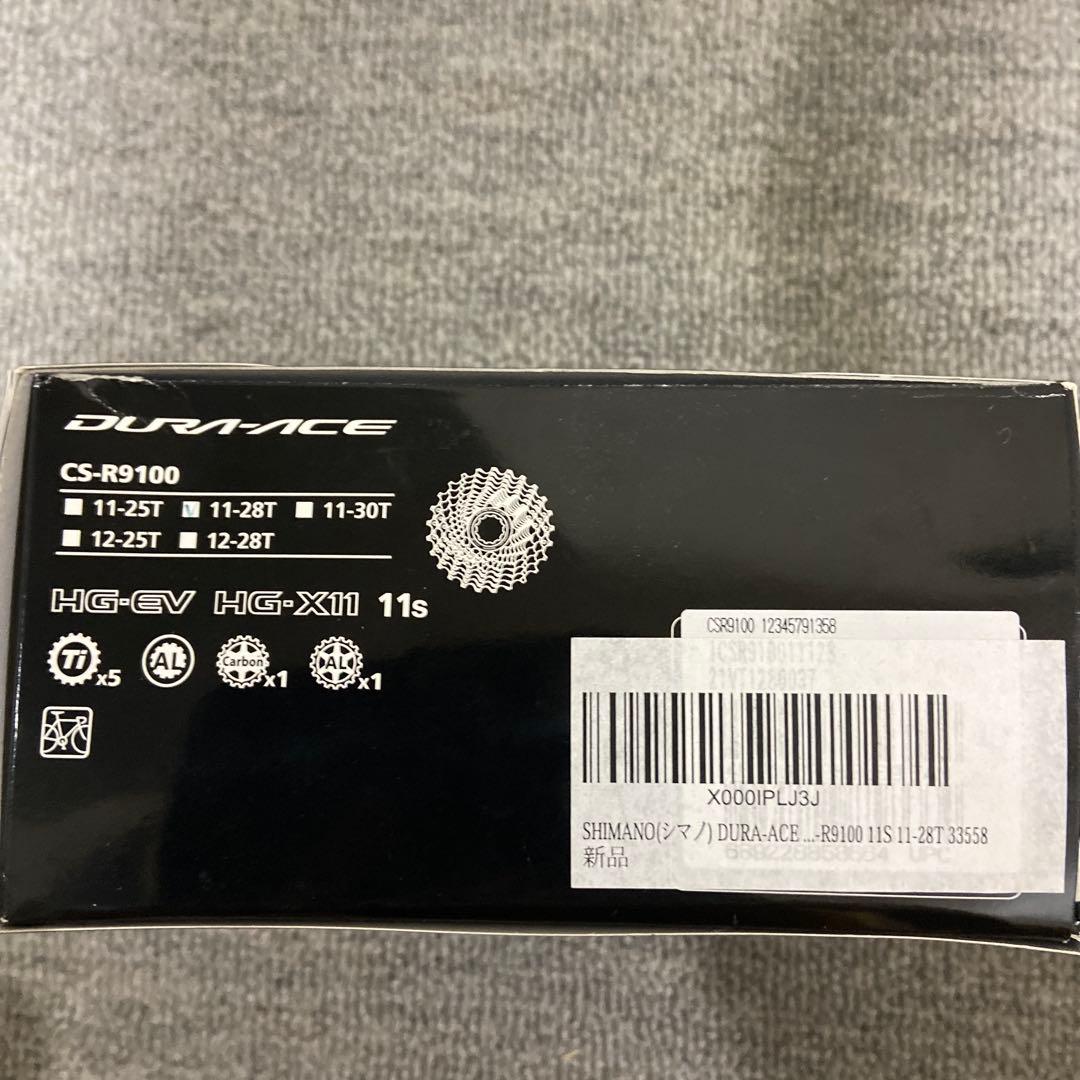 DURA-ACE
CS-R9100
11-25T 11-28T 11-30T
12-25T 12-28T
HG-EV HG-X11 11s
Ti x5 AL Carbon x1 AL x1
CSR9100 12345791358
ICSR910011128
X000IPLJ3J
SHIMANO(シマノ) DURA-ACE ...-R9100 11S 11-28T 33558
新品
UPC